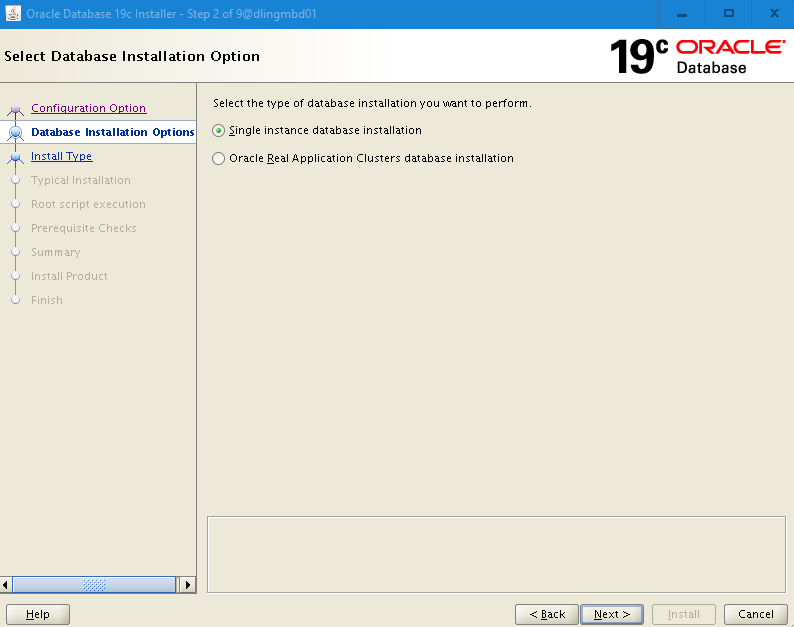 Oracle Database 19c Installer - Step 2 of 9@dlingmbd01
Select Database Installation Option
19c ORACLE
Database
Configuration Option
Database Installation Options
Install Type
Typical Installation
Root script execution
Prerequisite Checks
Summary
Install Product
Finish
Select the type of database installation you want to perform.
Single instance database installation
Oracle Real Application Clusters database installation
Help
< Back
Next >
Install
Cancel